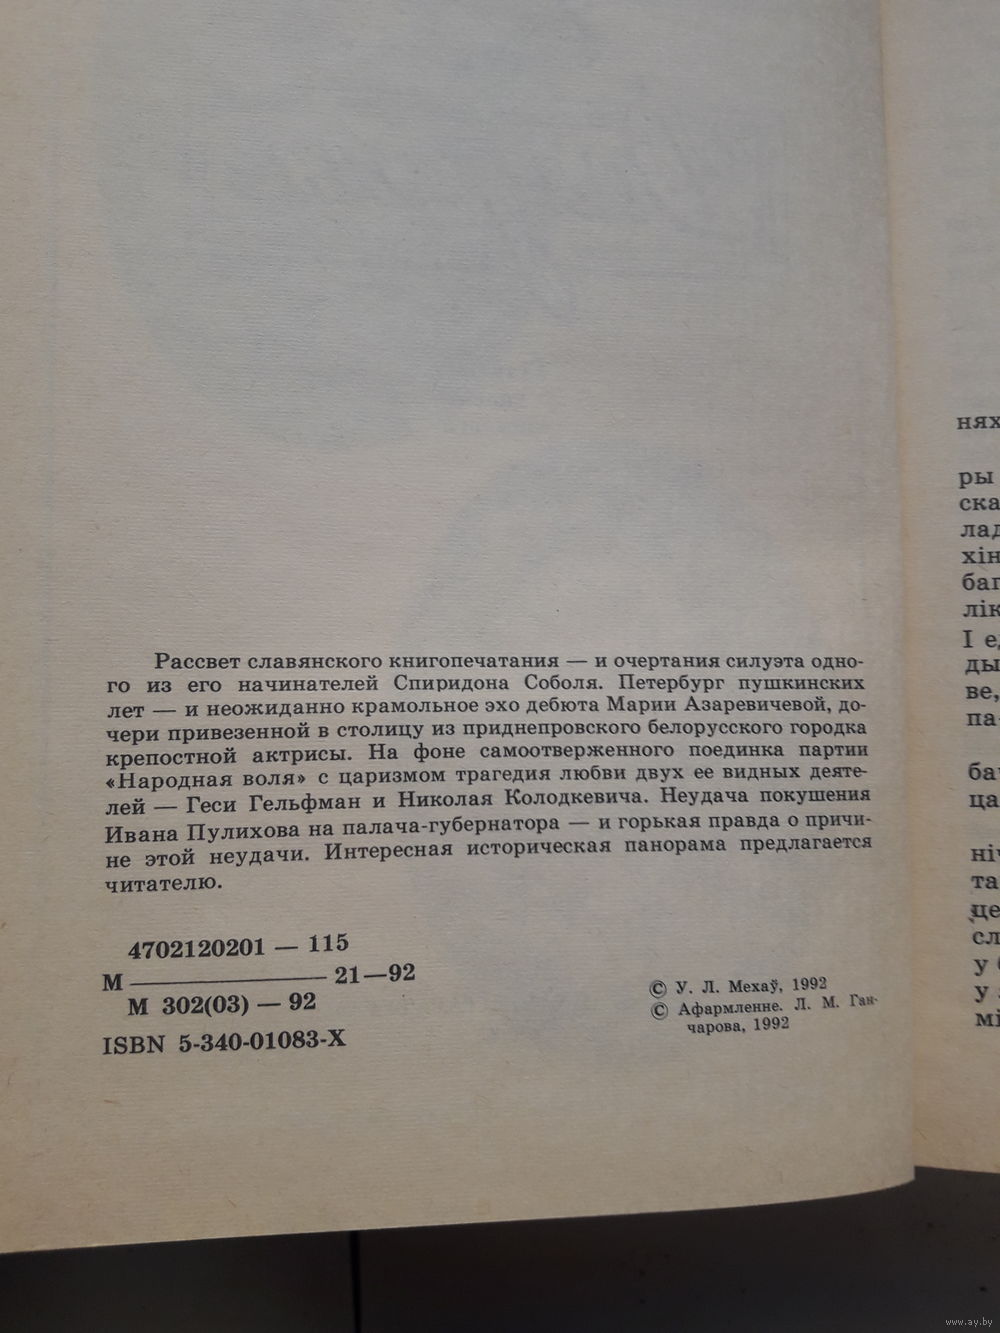 Рассвет славянского книгопечатания — и очертания силуэта одно-
го из его начинателей Спиридона Соболя. Петербург пушкинских
лет — и неожиданно крамольное эхо дебюта Марии Азаревичевой, до-
чери привезенной в столицу из приднепровского белорусского городка
крепостной актрисы. На фоне самоотверженного поединка партии
«Народная воля» с царизмом трагедия любви двух ее видных деяте-
лей — Геси Гельфман и Николая Колодкевича. Неудача покушения
Ивана Пулихова на палача-губернатора — и горькая правда о причи-
не этой неудачи. Интересная историческая панорама предлагается
читателю.
4702120201 — 115
М ————— 21—92
М 302(03) — 92
ISBN 5-340-01083-X
© У. Л. Мехаў, 1992
© Афармленне. Л. М. Ган-
чарова, 1992
нях
ры
ска
лад
хін
баг
лік
І
ды
ве,
па-
ба
ца
ніч
та
це
сл
у
у
мі
www.ay.by